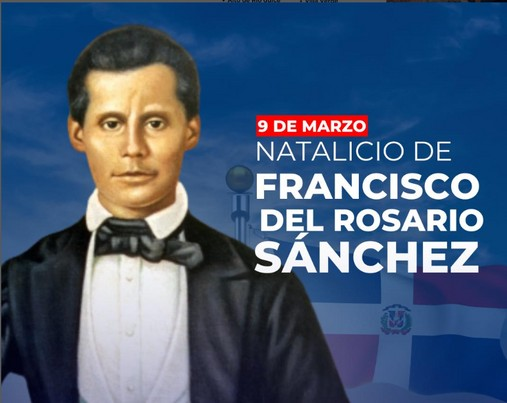 9 DE MARZO
NATALICIO DE
FRANCISCO
DEL ROSARIO
SÁNCHEZ